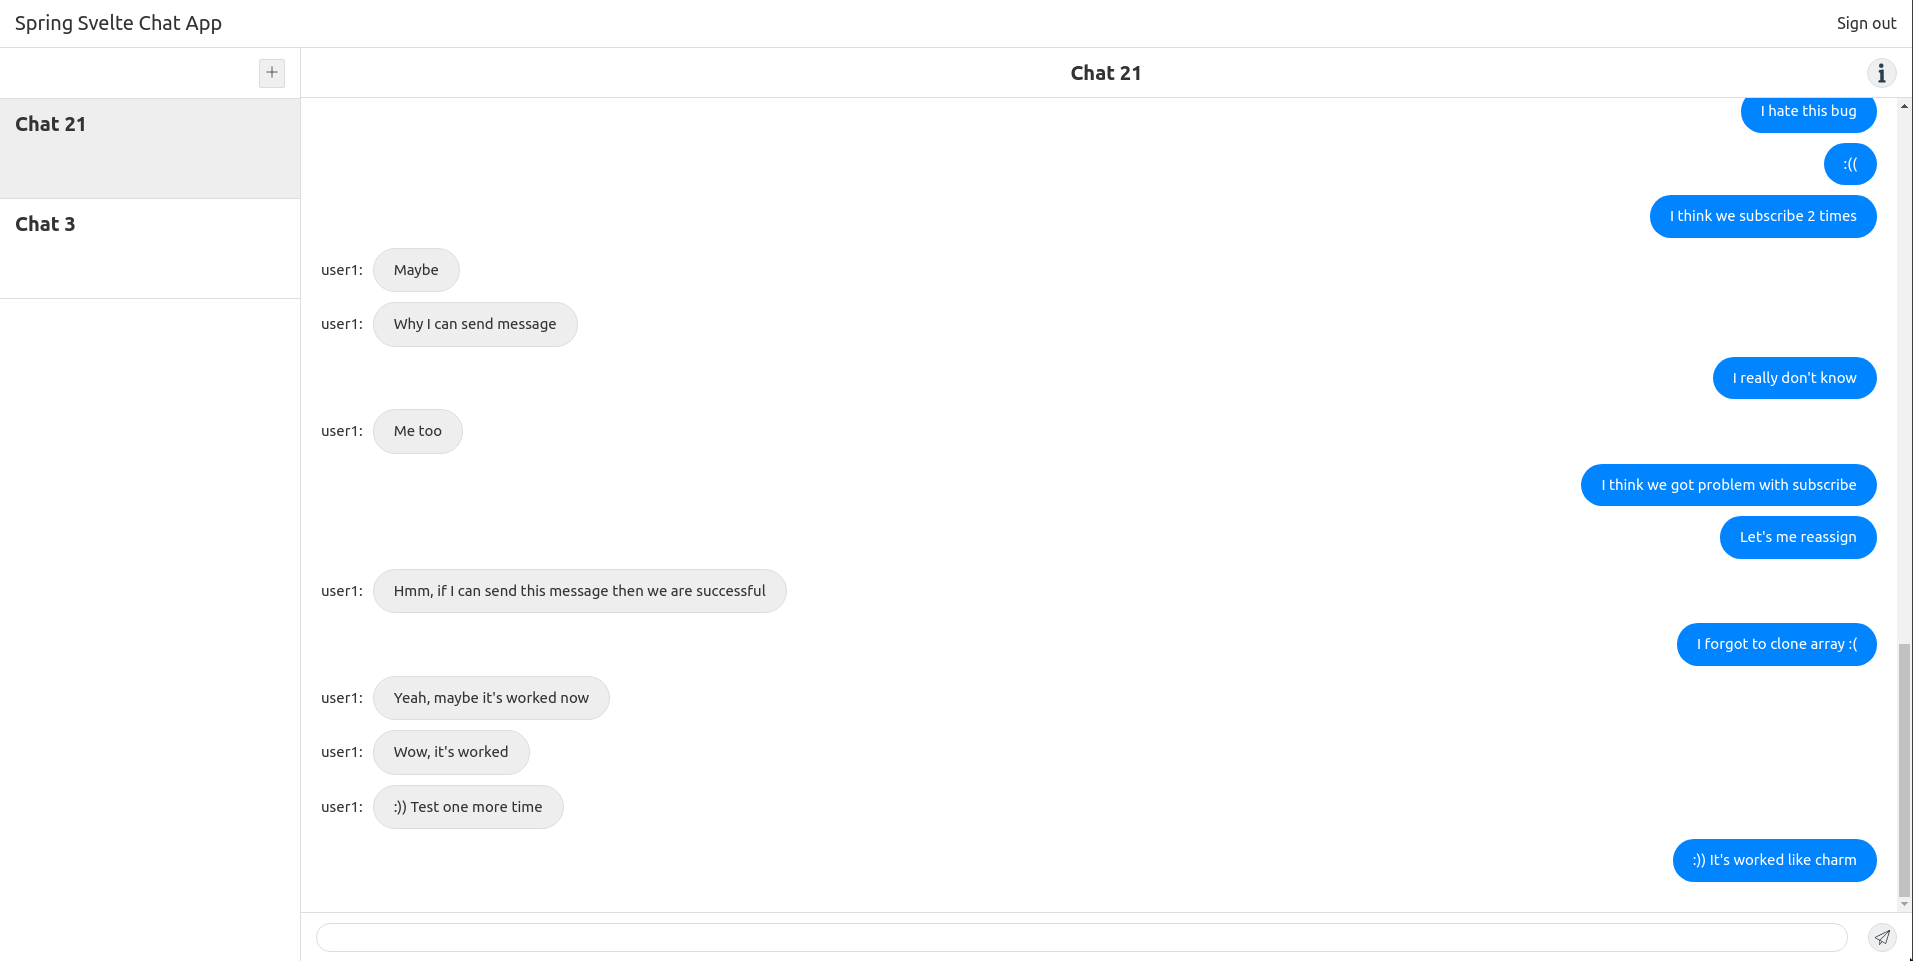 Spring Svelte Chat App
Sign out
+
Chat 21
Chat 3
Chat 21
I hate this bug
:((
I think we subscribe 2 times
user1: Maybe
user1: Why I can send message
I really don't know
user1: Me too
I think we got problem with subscribe
Let's me reassign
user1: Hmm, if I can send this message then we are successful
I forgot to clone array :(
user1: Yeah, maybe it's worked now
user1: Wow, it's worked
user1: :)) Test one more time
:)) It's worked like charm